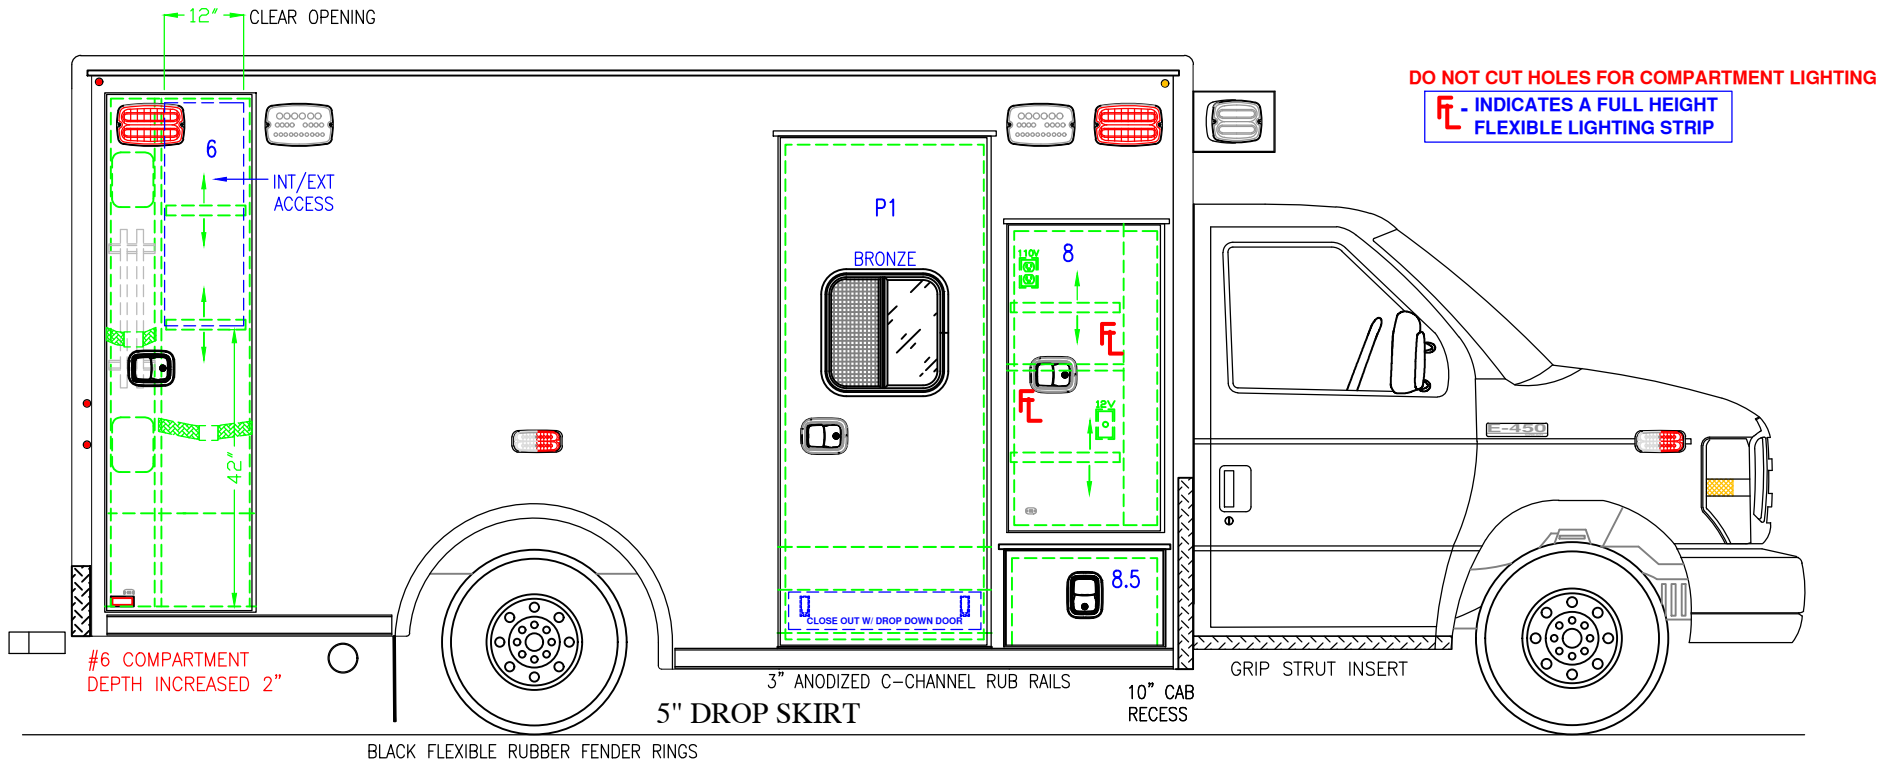 12" CLEAR OPENING
DO NOT CUT HOLES FOR COMPARTMENT LIGHTING
FL - INDICATES A FULL HEIGHT
FLEXIBLE LIGHTING STRIP
6
INT/EXT
ACCESS
P1
BRONZE
110V
8
FL
FL
12V
E-450
42"
8.5
CLOSE OUT W/ DROP DOWN DOOR
#6 COMPARTMENT
DEPTH INCREASED 2"
3" ANODIZED C-CHANNEL RUB RAILS
GRIP STRUT INSERT
10" CAB
RECESS
5" DROP SKIRT
BLACK FLEXIBLE RUBBER FENDER RINGS